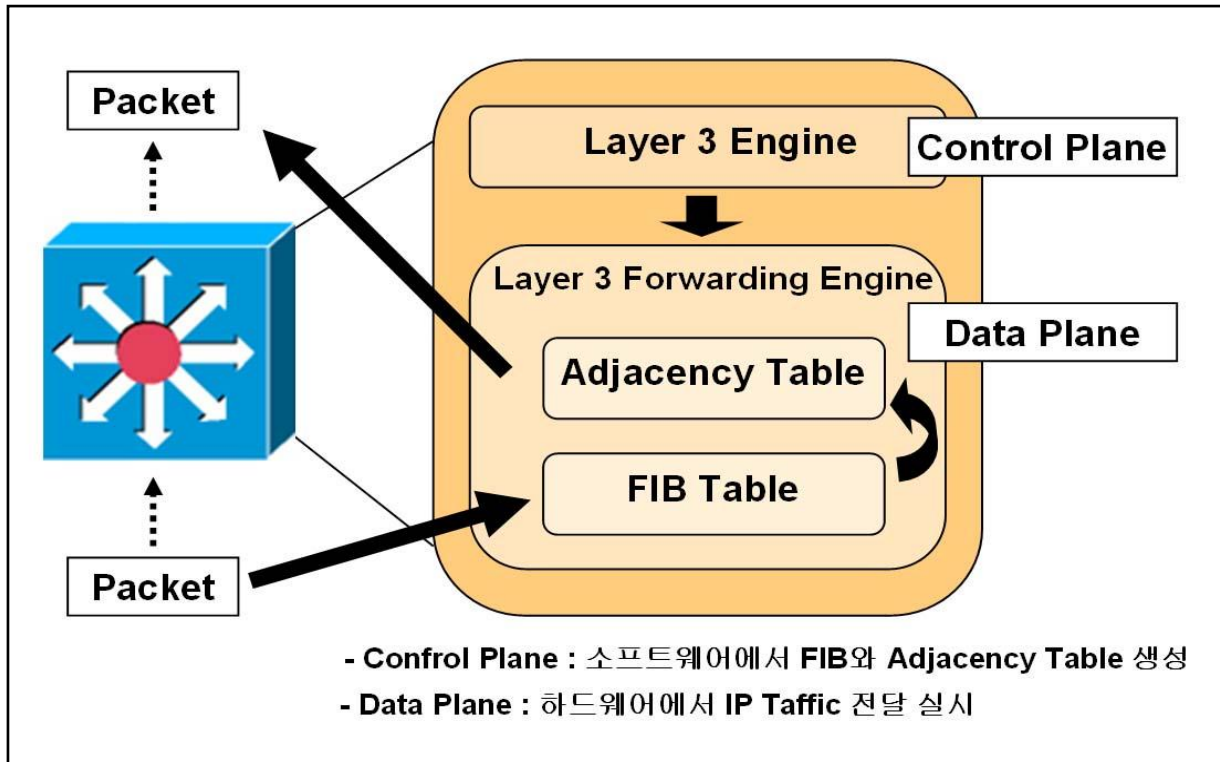 Packet
Layer 3 Engine
Control Plane
Layer 3 Forwarding Engine
Data Plane
Adjacency Table
FIB Table
Packet
- Confrol Plane : 소프트웨어에서 FIB와 Adjacency Table 생성
- Data Plane : 하드웨어에서 IP Taffic 전달 실시